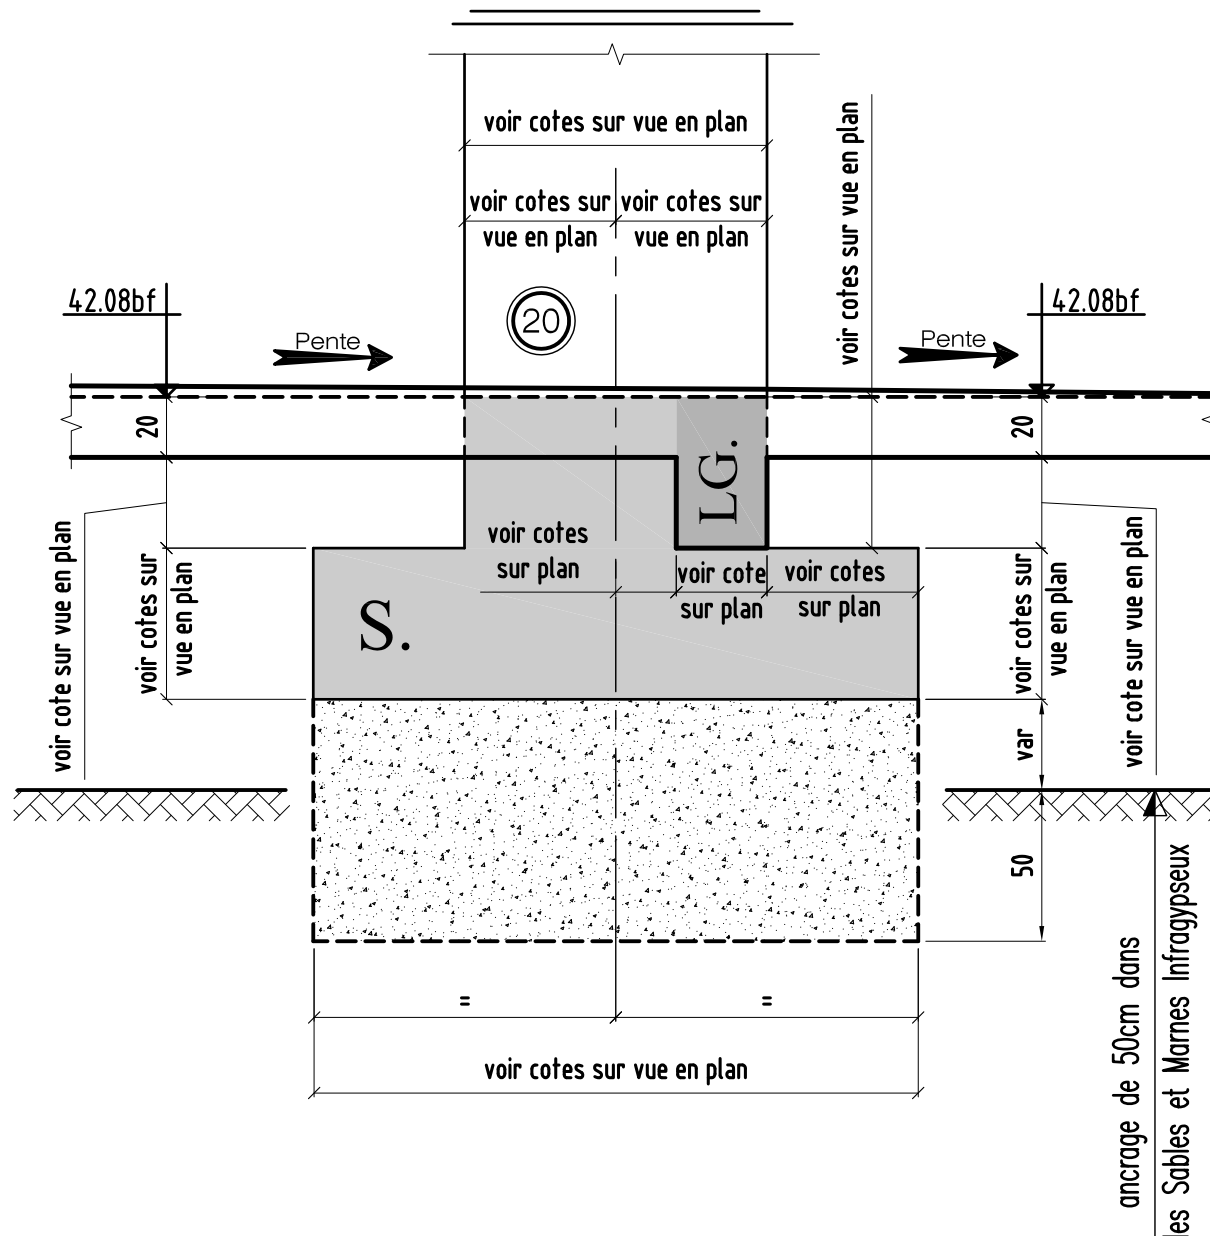 voir cotes sur vue en plan
voir cotes sur
vue en plan
voir cotes sur
vue en plan
voir cotes sur vue en plan
42.08bf
Pente
20
Pente
42.08bf
20
20
LG.
voir cotes
sur plan
voir cote
sur plan
voir cotes
sur plan
S.
voir cote sur vue en plan
voir cotes sur
vue en plan
voir cotes sur
vue en plan
voir cote sur vue en plan
var
50
=
=
voir cotes sur vue en plan
ancrage de 50cm dans
les Sables et Marnes Infragypseux